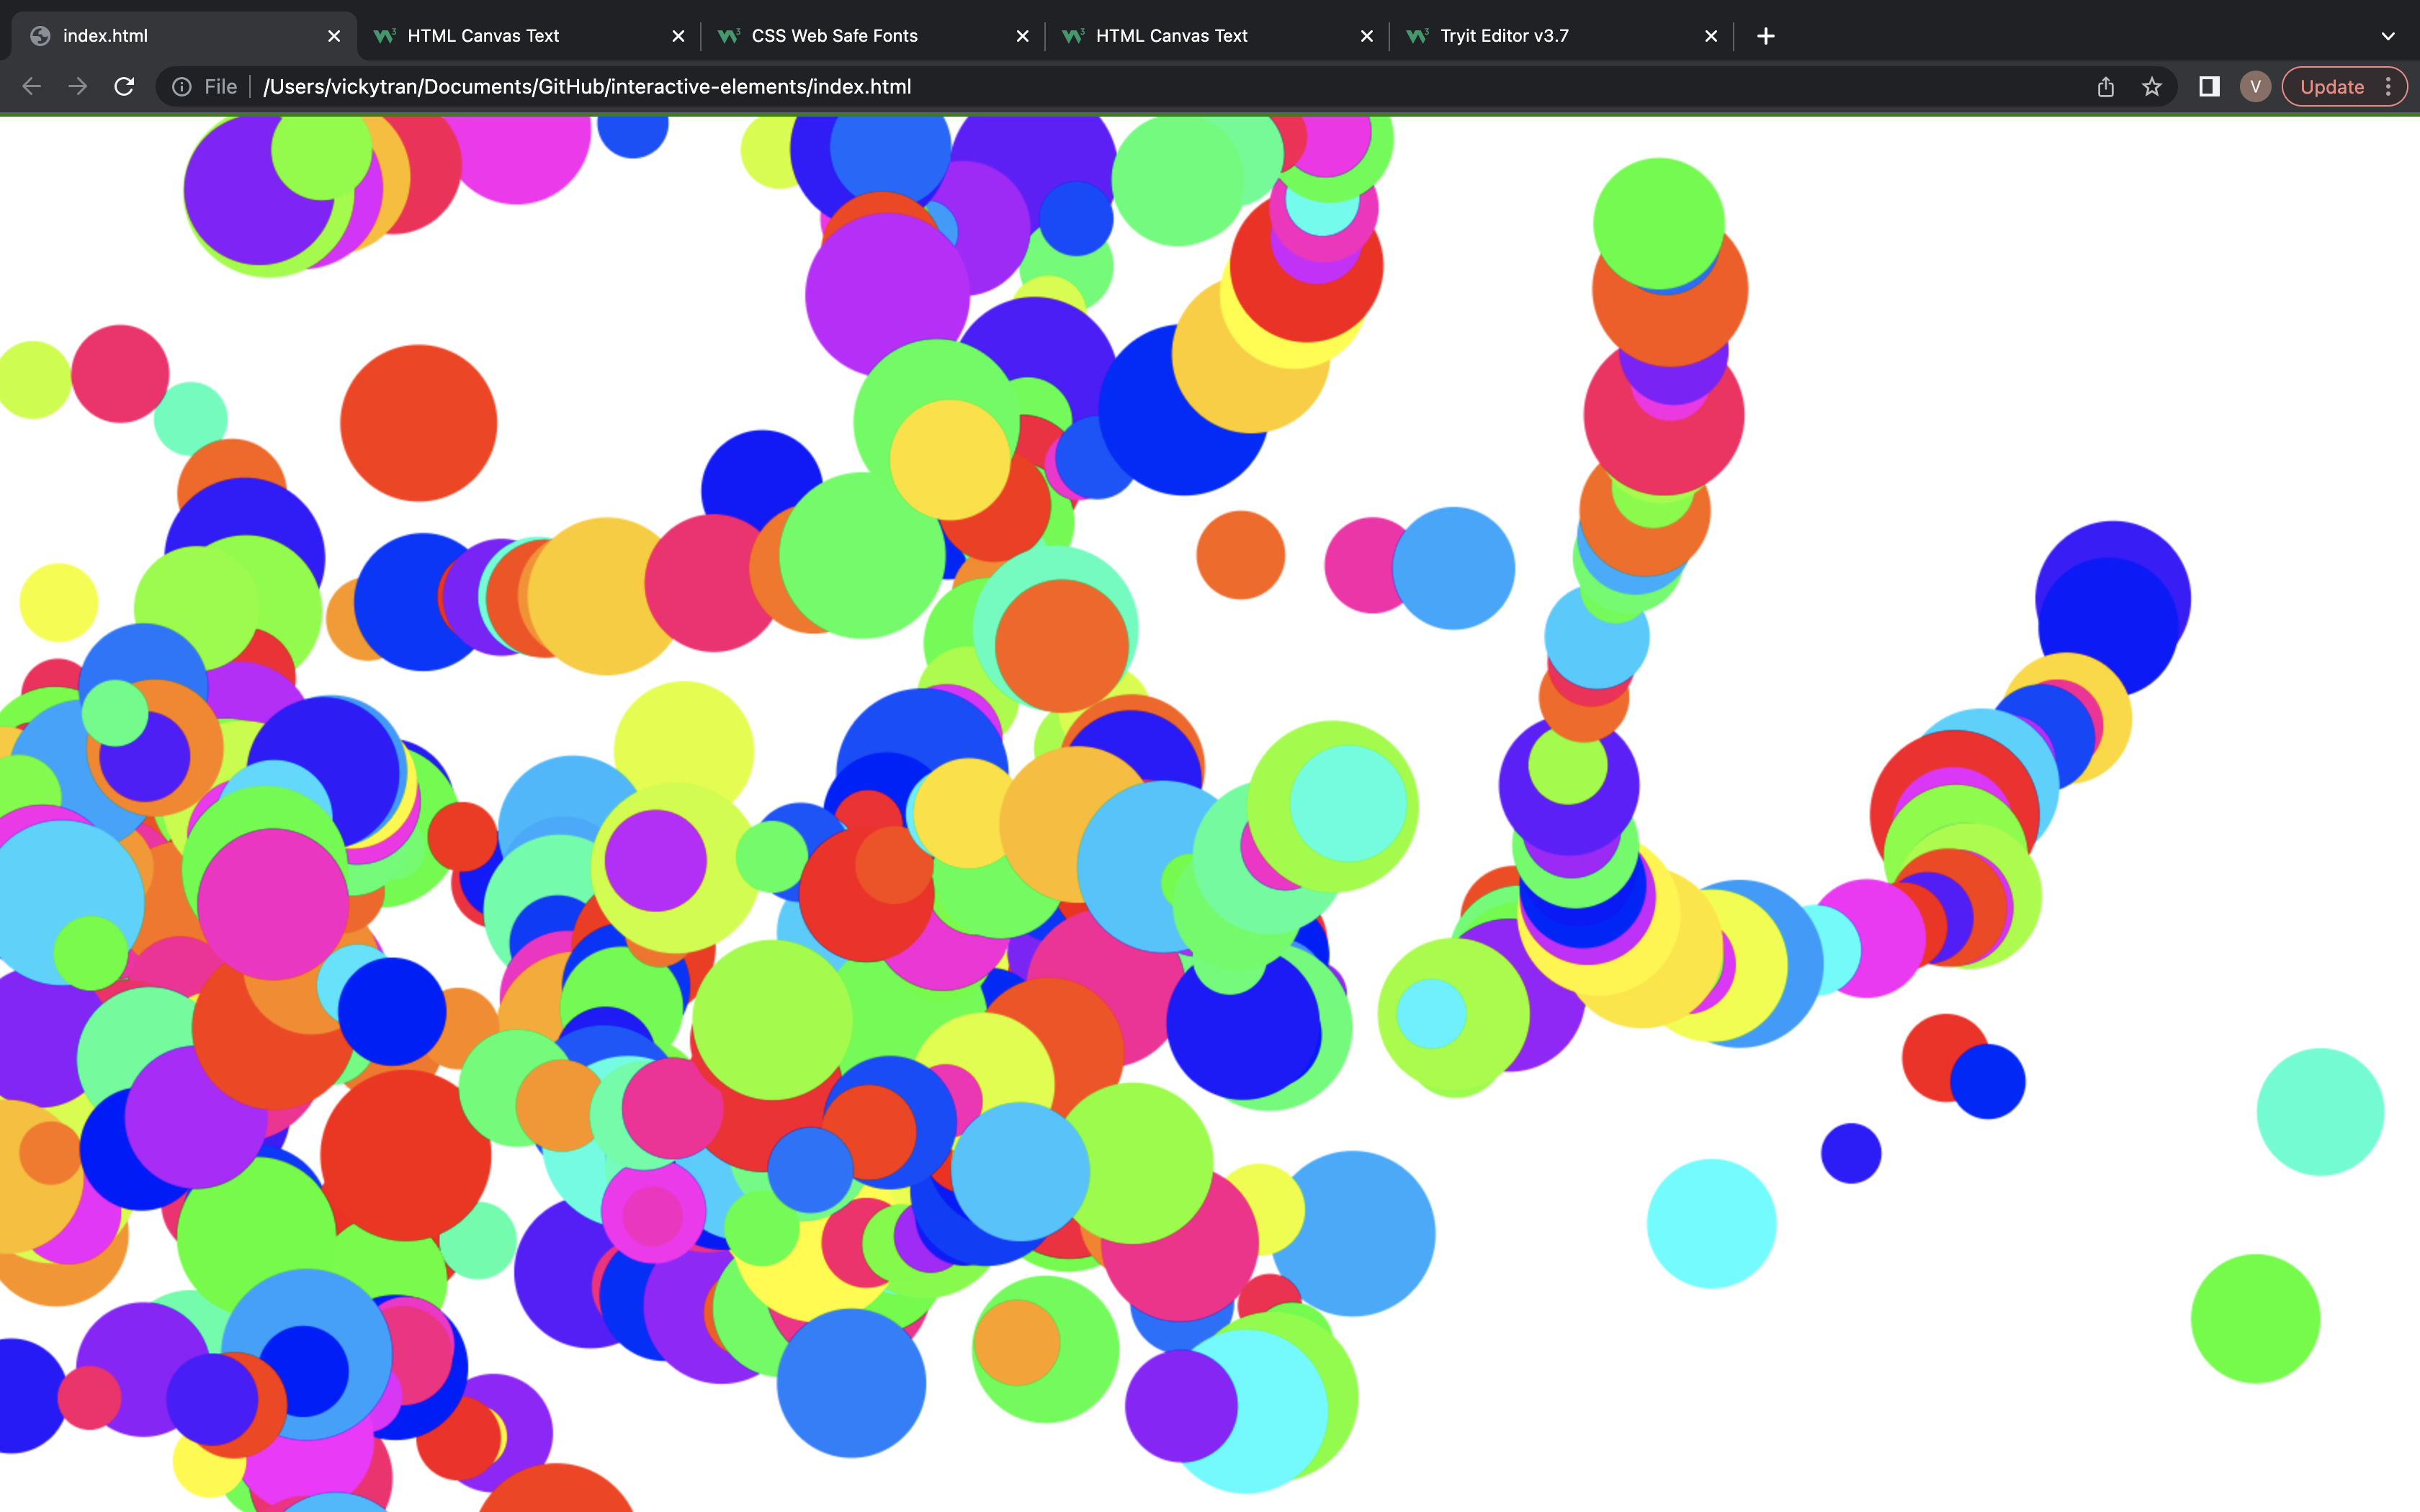 index.html
HTML Canvas Text
CSS Web Safe Fonts
HTML Canvas Text
Tryit Editor v3.7
File
/Users/vickytran/Documents/GitHub/interactive-elements/index.html
V
Update